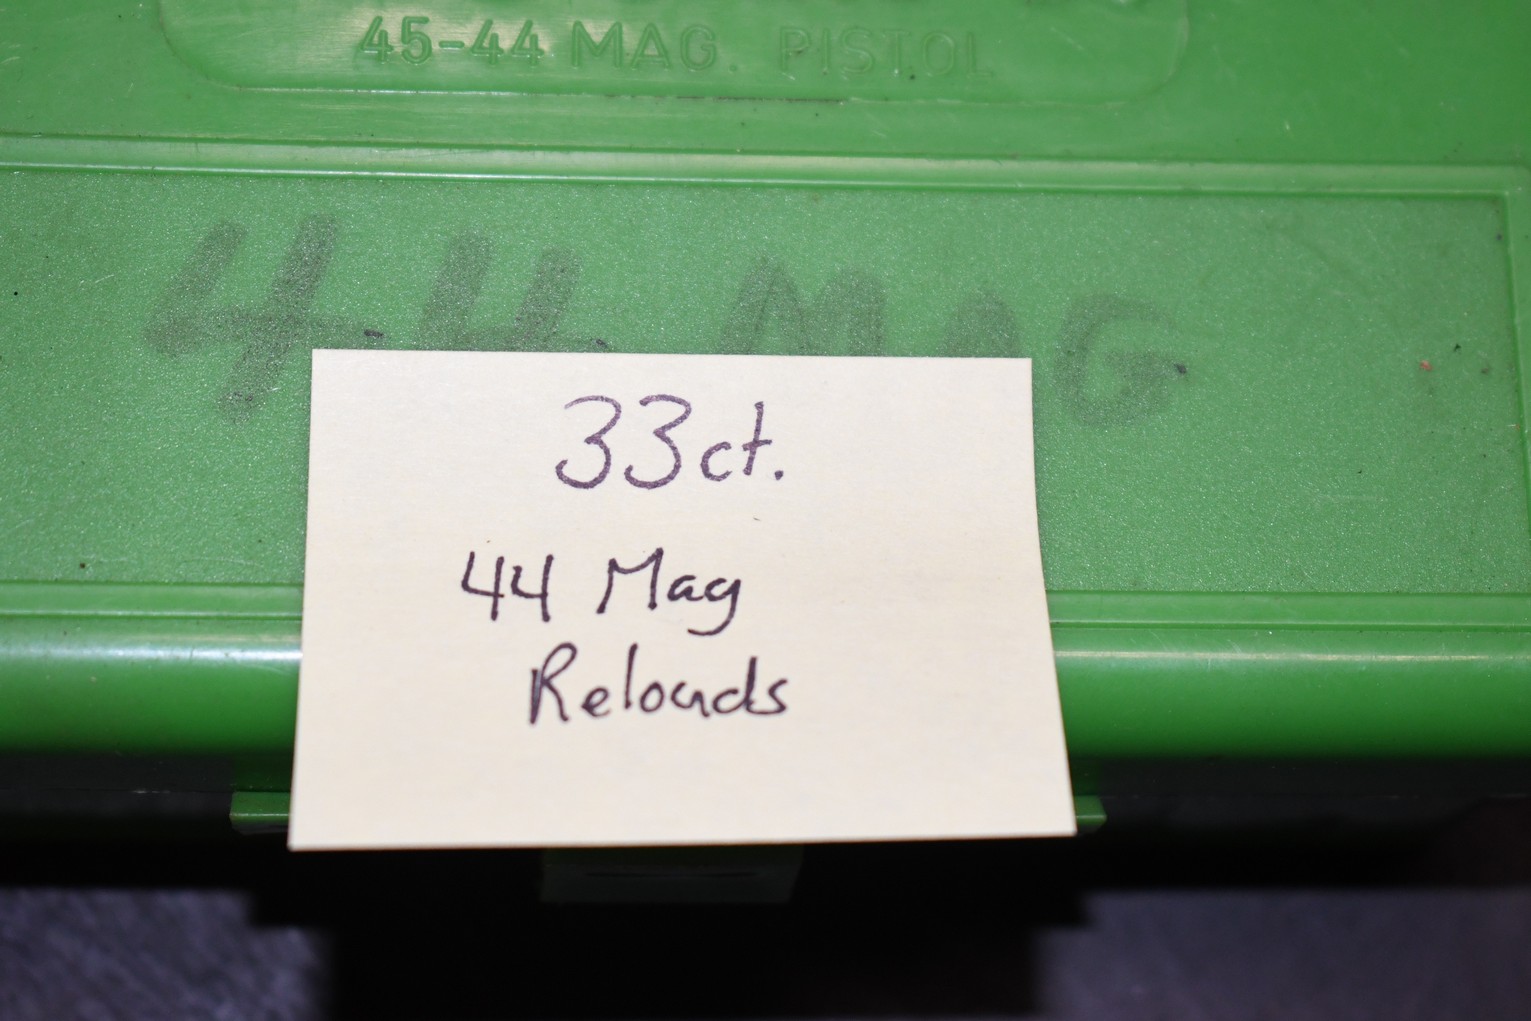 45-44 MAG. PISTOL
44 MAG
33ct.
44 Mag
Reloads